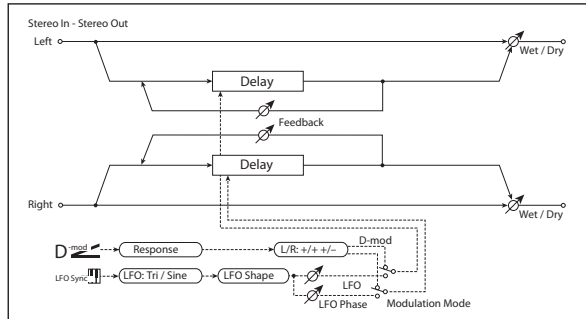 Stereo In - Stereo Out
Left
Wet / Dry
Delay
Feedback
Delay
Right
Wet / Dry
D-mod
Response
L/R: +/+ +/–
D-mod
LFO Sync
LFO: Tri / Sine
LFO Shape
LFO
LFO Phase
Modulation Mode